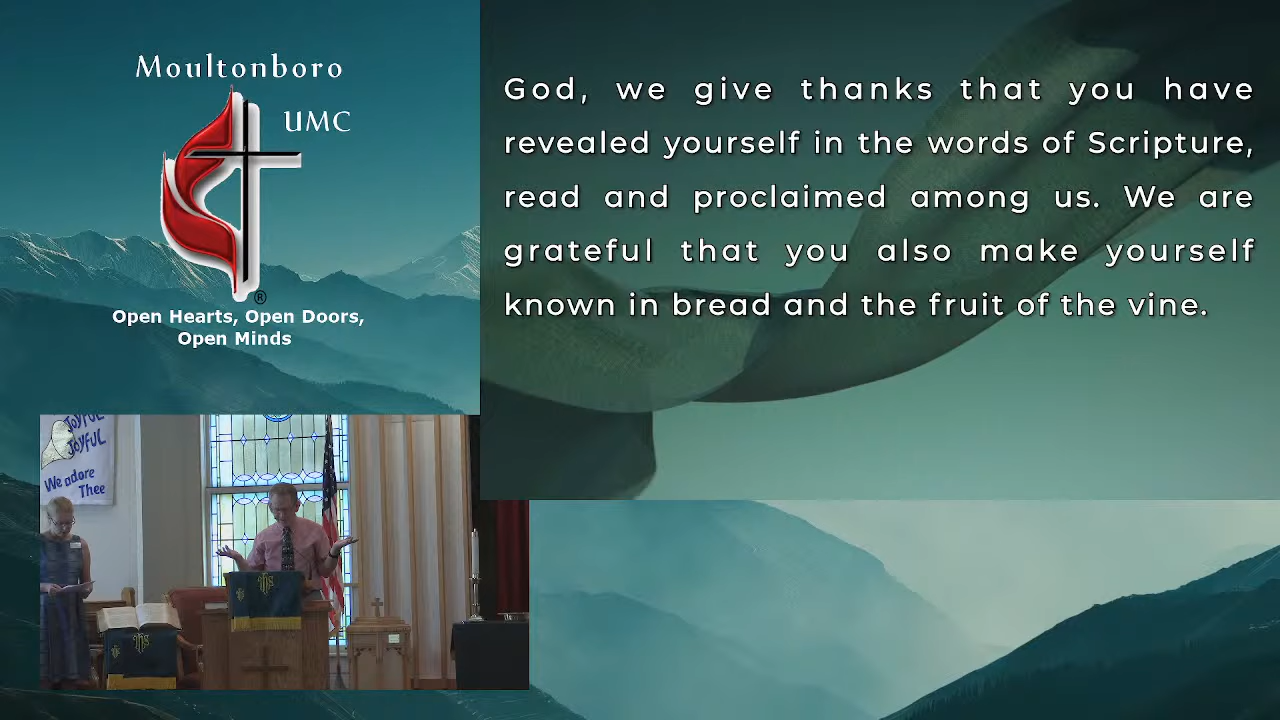 Moultonboro
UMC
®
Open Hearts, Open Doors,
Open Minds
God, we give thanks that you have
revealed yourself in the words of Scripture,
read and proclaimed among us. We are
grateful that you also make yourself
known in bread and the fruit of the vine.
Joyful
Joyful
We adore
Thee
IHS
IHS